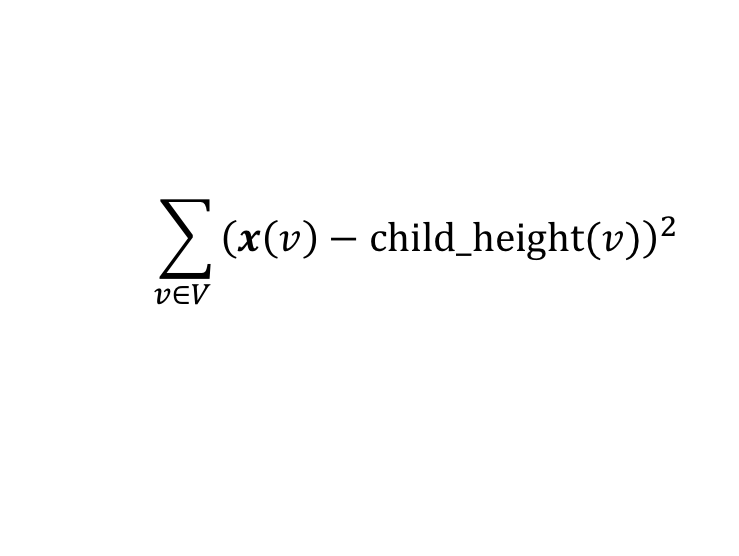 ∑ (𝒙(𝑣) − child_height(𝑣))²
𝑣∈𝑉